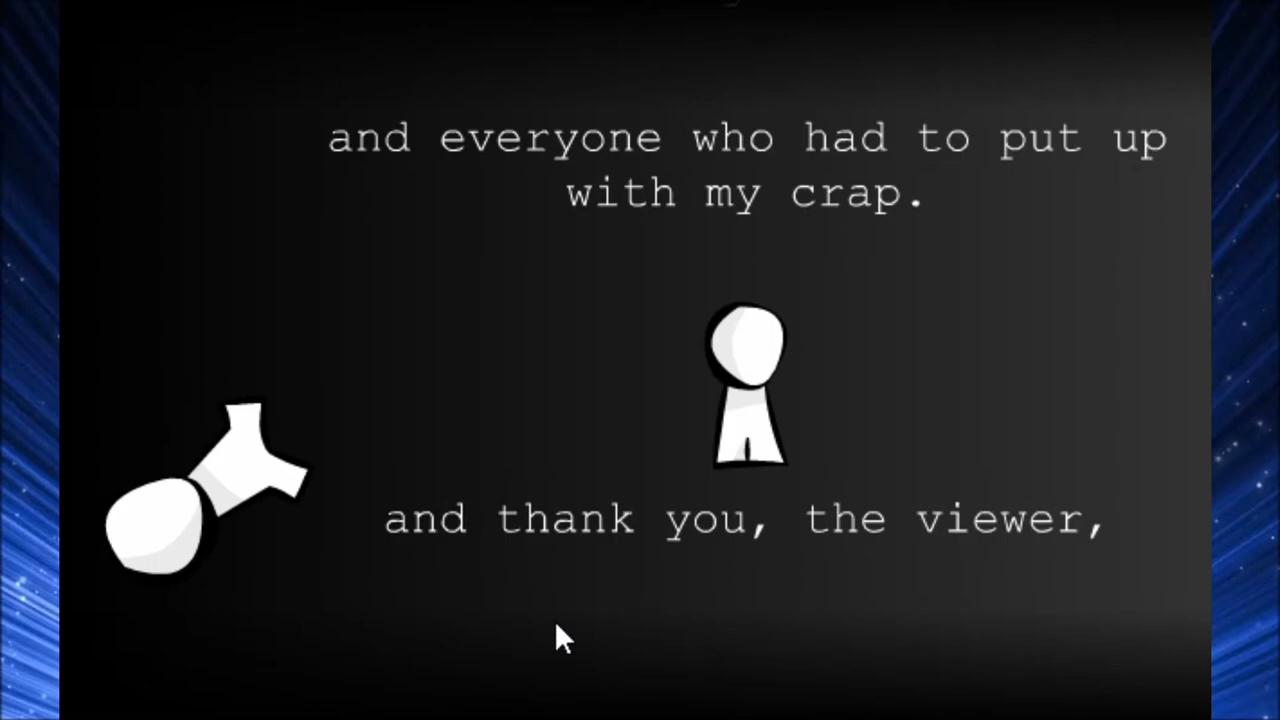 and everyone who had to put up
with my crap.
and thank you, the viewer,